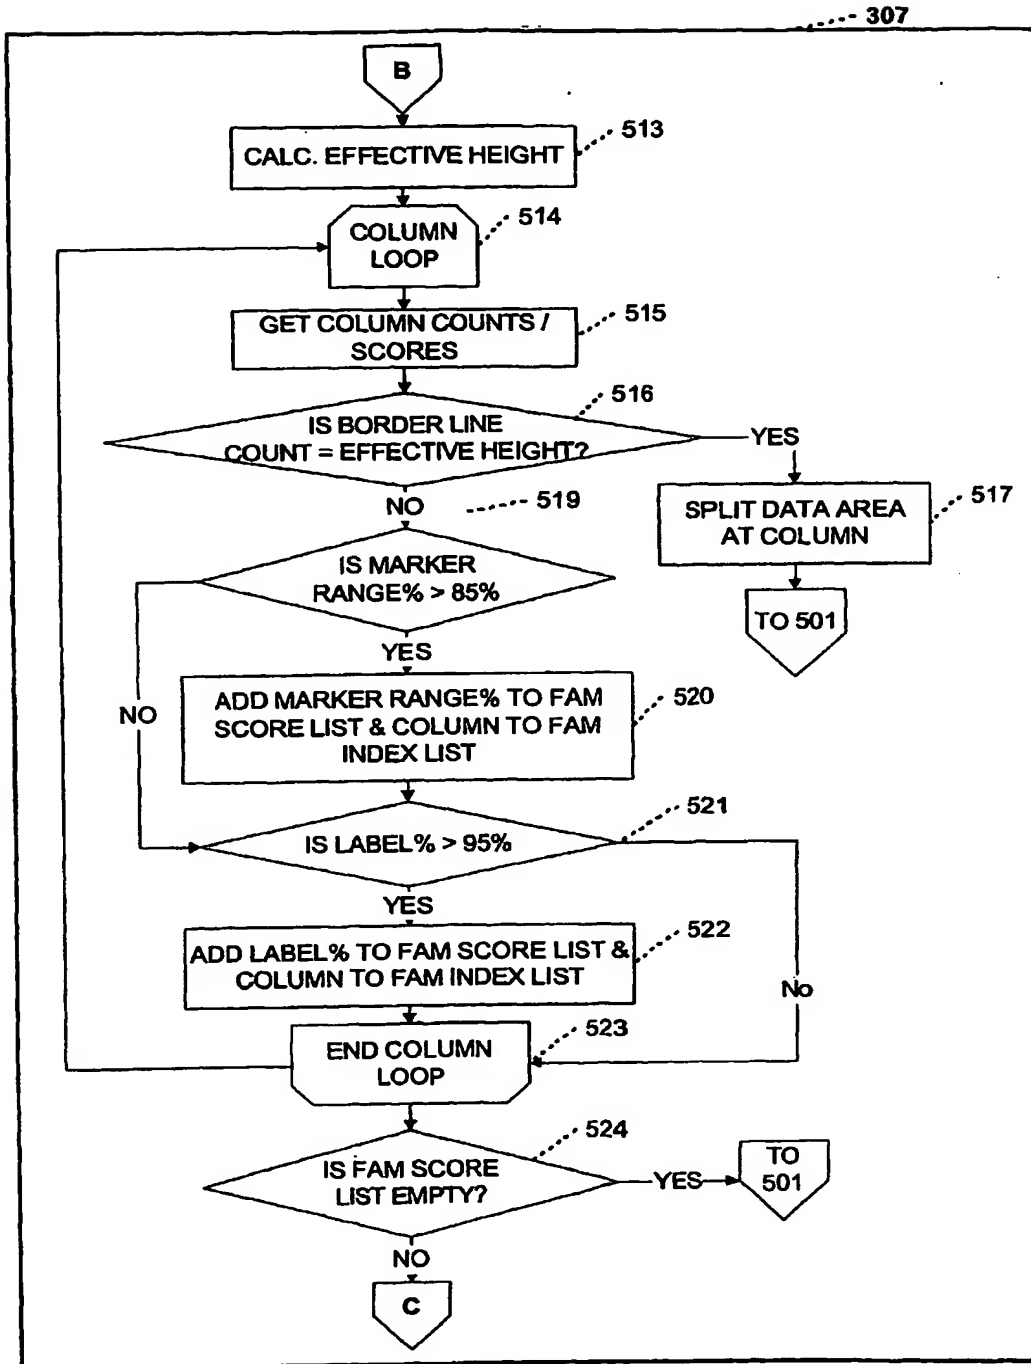 307
B
513
CALC. EFFECTIVE HEIGHT
514
COLUMN
LOOP
515
GET COLUMN COUNTS /
SCORES
516
IS BORDER LINE
COUNT = EFFECTIVE HEIGHT?
YES
NO
519
517
SPLIT DATA AREA
AT COLUMN
IS MARKER
RANGE% > 85%
TO 501
YES
NO
520
ADD MARKER RANGE% TO FAM
SCORE LIST & COLUMN TO FAM
INDEX LIST
521
IS LABEL% > 95%
YES
522
ADD LABEL% TO FAM SCORE LIST &
COLUMN TO FAM INDEX LIST
No
523
END COLUMN
LOOP
524
IS FAM SCORE
LIST EMPTY?
YES
TO
501
NO
C